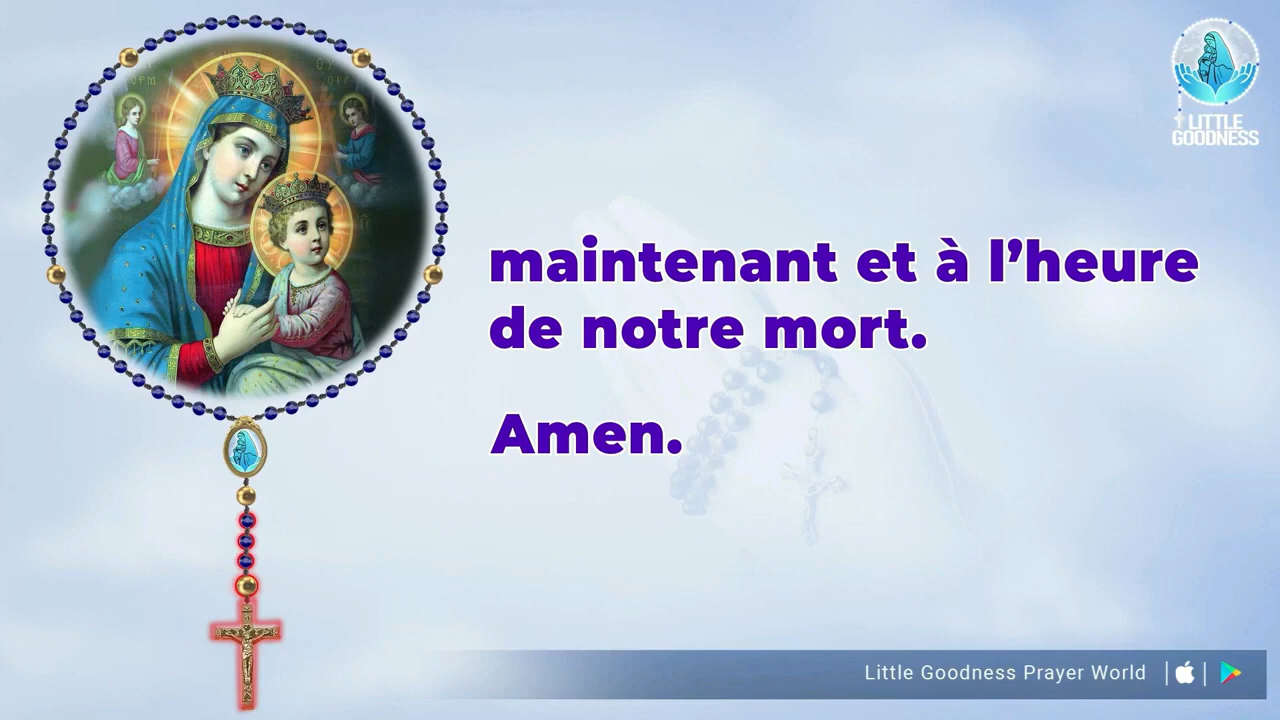 maintenant et à l’heure
de notre mort.
Amen.
LITTLE
GOODNESS
Little Goodness Prayer World